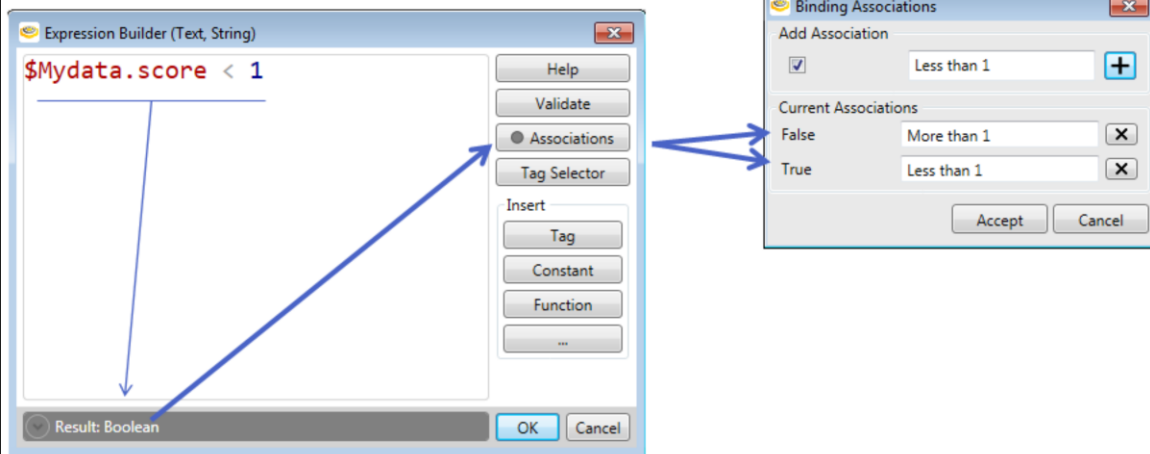 Expression Builder (Text, String)
$Mydata.score < 1
Help
Validate
Associations
Tag Selector
Insert
Tag
Constant
Function
...
Result: Boolean
OK
Cancel
Binding Associations
Add Association
Less than 1
Current Associations
False
More than 1
True
Less than 1
Accept
Cancel